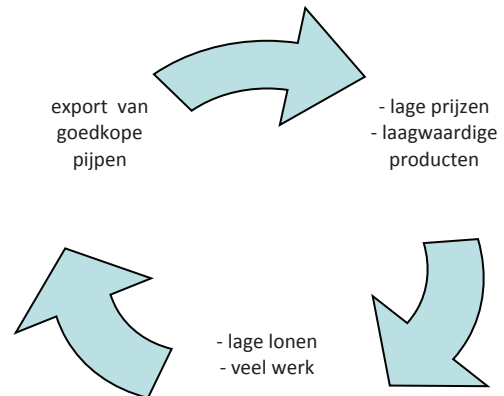 export van
goedkope
pijpen
- lage prijzen
- laagwaardige
producten
- lage lonen
- veel werk